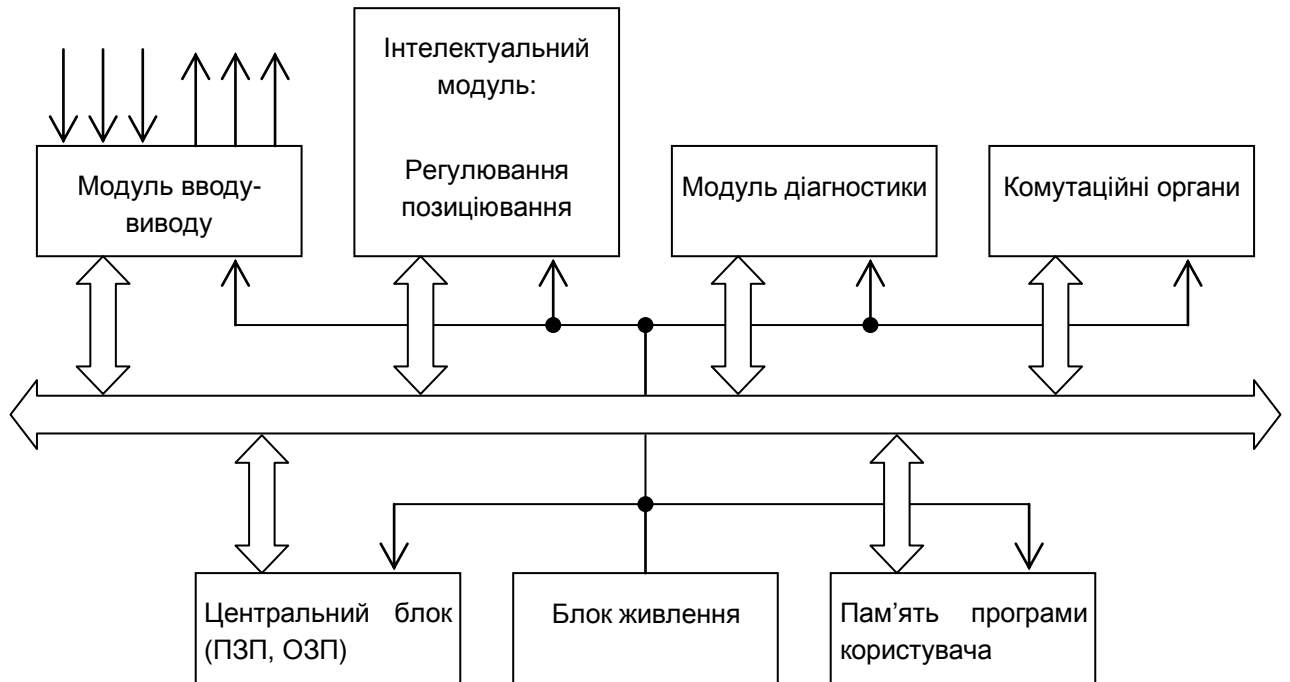 Інтелектуальний
модуль:
Регулювання
позиціювання
Модуль вводу-
виводу
Модуль діагностики
Комутаційні органи
Центральний блок
(ПЗП, ОЗП)
Блок живлення
Пам’ять програми
користувача